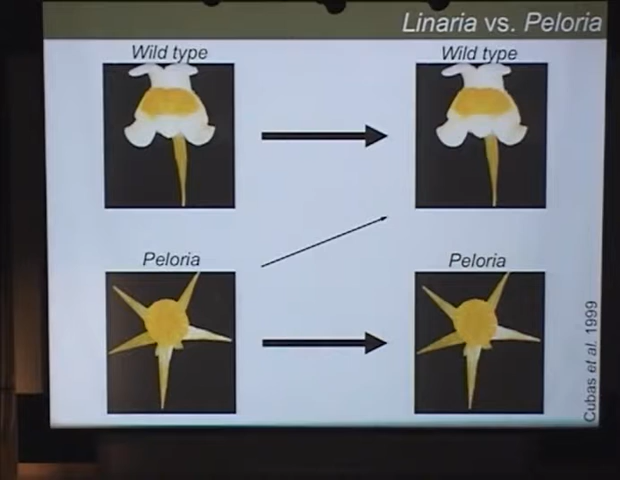 Linaria vs. Peloria
Wild type
Wild type
Peloria
Peloria
Cubas et al. 1999